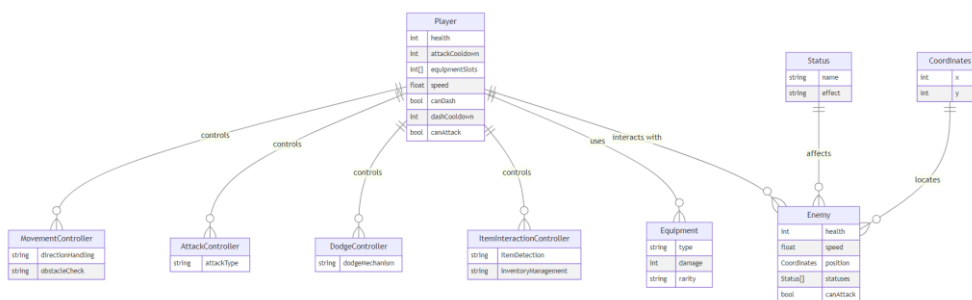 Player
int health
int attackCooldown
int[] equipmentSlots
float speed
bool canDash
int dashCooldown
bool canAttack
Status
string name
string effect
Coordinates
int x
int y
controls
controls
controls
controls
uses
interacts with
affects
locates
MovementController
string directionHandling
string obstacleCheck
AttackController
string attackType
DodgeController
string dodgeMechanism
ItemInteractionController
string itemDetection
string inventoryManagement
Equipment
string type
int damage
string rarity
Enemy
int health
float speed
Coordinates position
Status[] statuses
bool canAttack